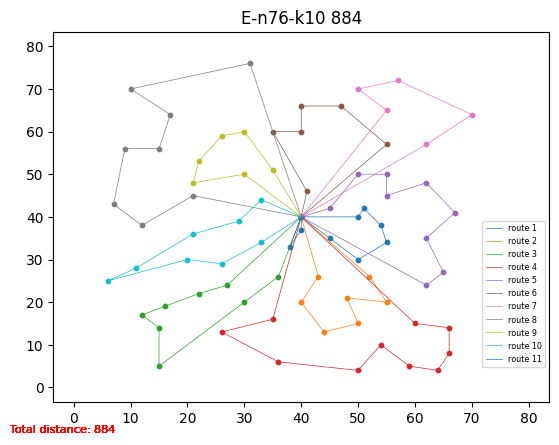 E-n76-k10 884
80
70
60
50
40
30
20
10
0
0 10 20 30 40 50 60 70 80
route 1
route 2
route 3
route 4
route 5
route 6
route 7
route 8
route 9
route 10
route 11
Total distance: 884